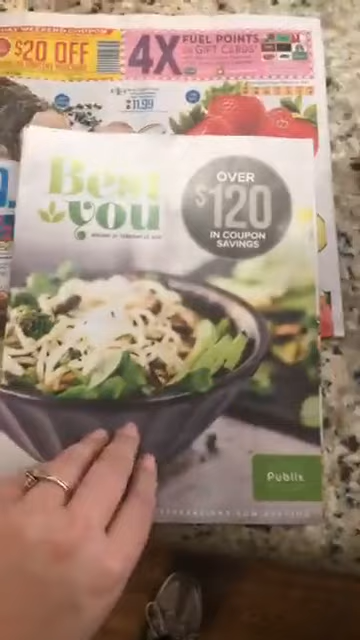 $20 OFF
4X FUEL POINTS
GIFT CARDS
11.99
Best
you
OVER
$120
IN COUPON
SAVINGS
Publix